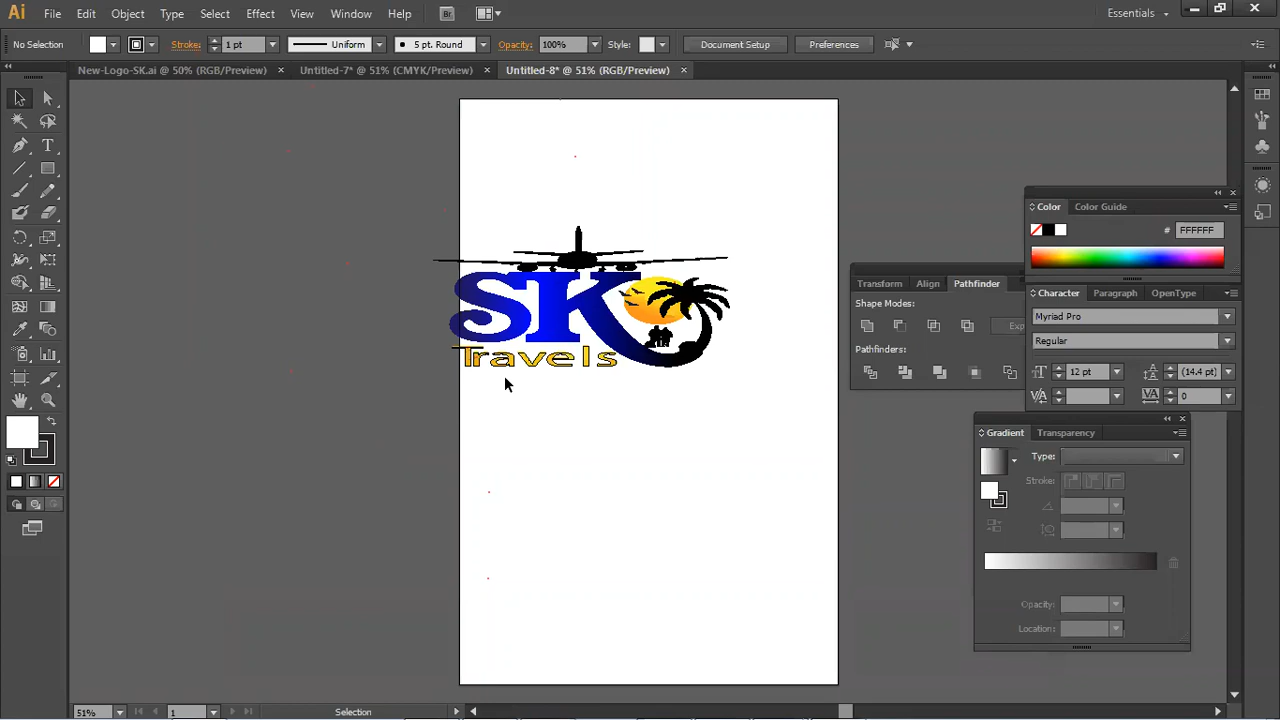 Ai File Edit Object Type Select Effect View Window Help Br Essentials
No Selection Stroke: 1 pt Uniform 5 pt. Round Opacity: 100% Style: Document Setup Preferences
New-Logo-SK.ai @ 50% (RGB/Preview) Untitled-7* @ 51% (CMYK/Preview) Untitled-8* @ 51% (RGB/Preview)
SK
Travels
Color Color Guide
# FFFFFF
Transform Align Pathfinder
Shape Modes:
Exp
Pathfinders:
Character Paragraph OpenType
Myriad Pro
Regular
12 pt (14.4 pt)
0
Gradient Transparency
Type:
Stroke:
Opacity:
Location:
51% 1 Selection